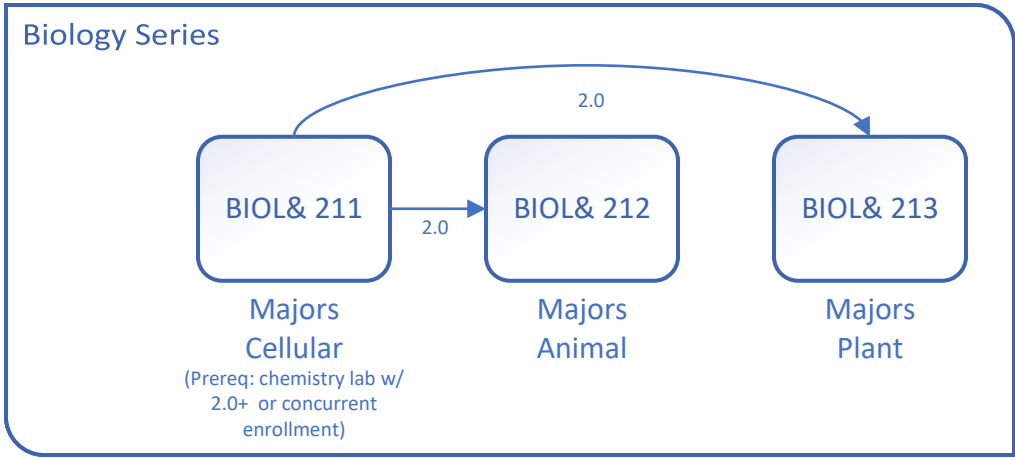 Biology Series
2.0
BIOL& 211
2.0
BIOL& 212
BIOL& 213
Majors
Cellular
(Prereq: chemistry lab w/
2.0+ or concurrent
enrollment)
Majors
Animal
Majors
Plant